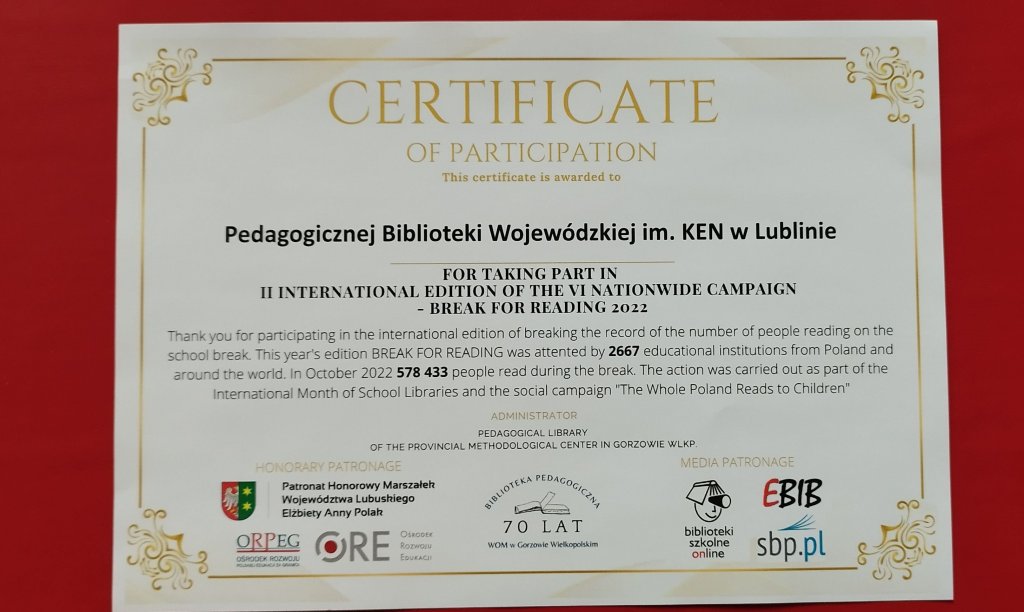 CERTIFICATE
OF PARTICIPATION
This certificate is awarded to
Pedagogicznej Biblioteki Wojewódzkiej im. KEN w Lublinie
FOR TAKING PART IN
II INTERNATIONAL EDITION OF THE VI NATIONWIDE CAMPAIGN
- BREAK FOR READING 2022
Thank you for participating in the international edition of breaking the record of the number of people reading on the
school break. This year's edition BREAK FOR READING was attented by 2667 educational institutions from Poland and
around the world. In October 2022 578 433 people read during the break. The action was carried out as part of the
International Month of School Libraries and the social campaign "The Whole Poland Reads to Children"
ADMINISTRATOR
PEDAGOGICAL LIBRARY
OF THE PROVINCIAL METHODOLOGICAL CENTER IN GORZOWIE WLKP.
HONORARY PATRONAGE
Patronat Honorowy Marszałek
Województwa Lubuskiego
Elżbiety Anny Polak
ORPEG
OŚRODEK ROZWOJU
POLSKIEJ EDUKACJI ZA GRANICĄ
ORE
OŚRODEK
ROZWOJU
EDUKACJI
BIBLIOTEKA PEDAGOGICZNA
70 LAT
WOM w Gorzowie Wielkopolskim
MEDIA PATRONAGE
biblioteki
szkolne
online
EBIB
sbp.pl